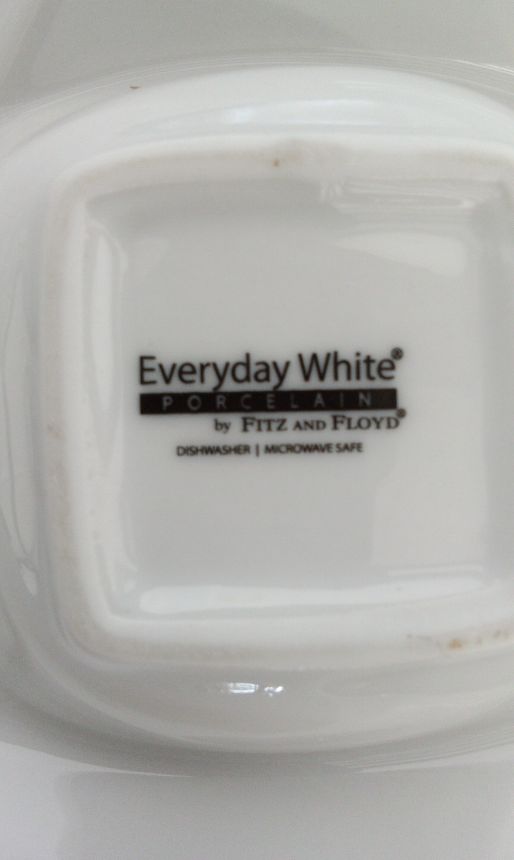 Everyday White®
PORCELAIN
by FITZ AND FLOYD®
DISHWASHER | MICROWAVE SAFE